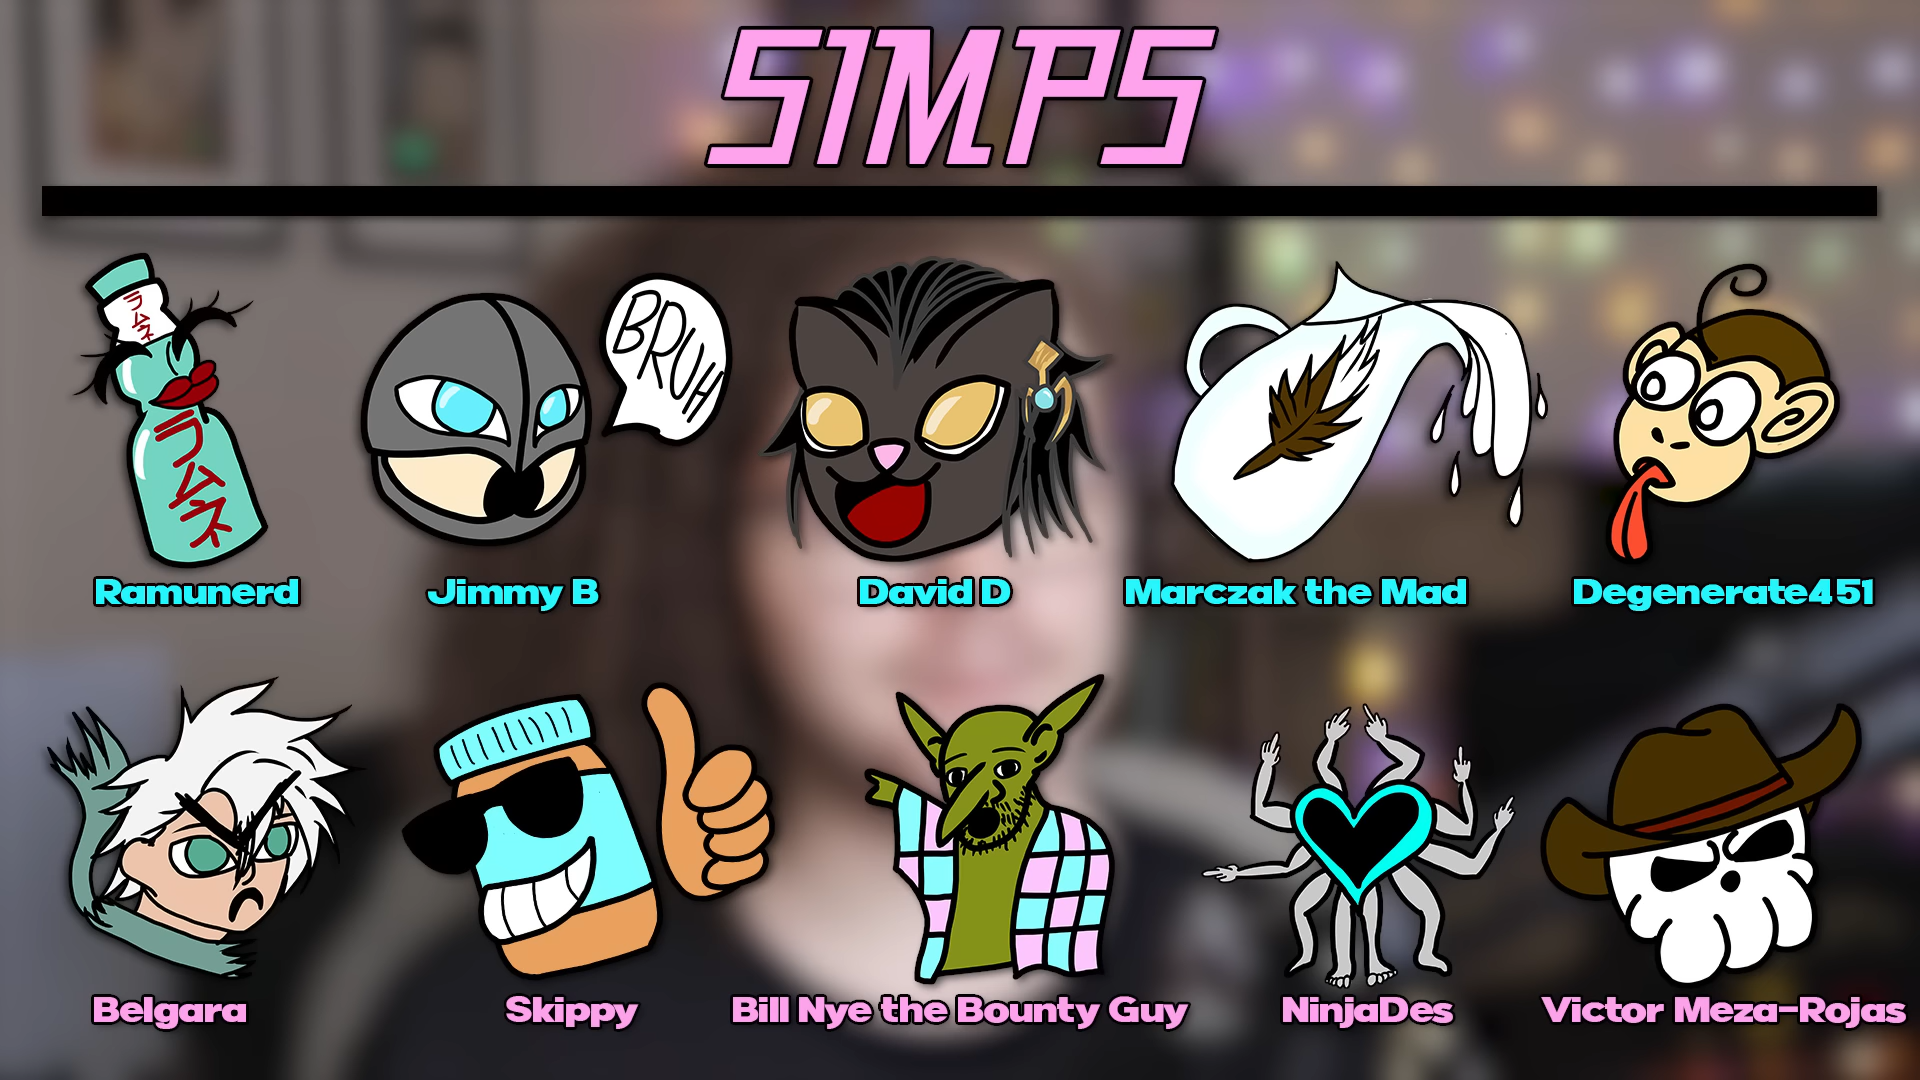 SIMPS
ラムネ
ラムネ
BRUH
Ramunerd
Jimmy B
David D
Marczak the Mad
Degenerate451
Belgara
Skippy
Bill Nye the Bounty Guy
NinjaDes
Victor Meza-Rojas